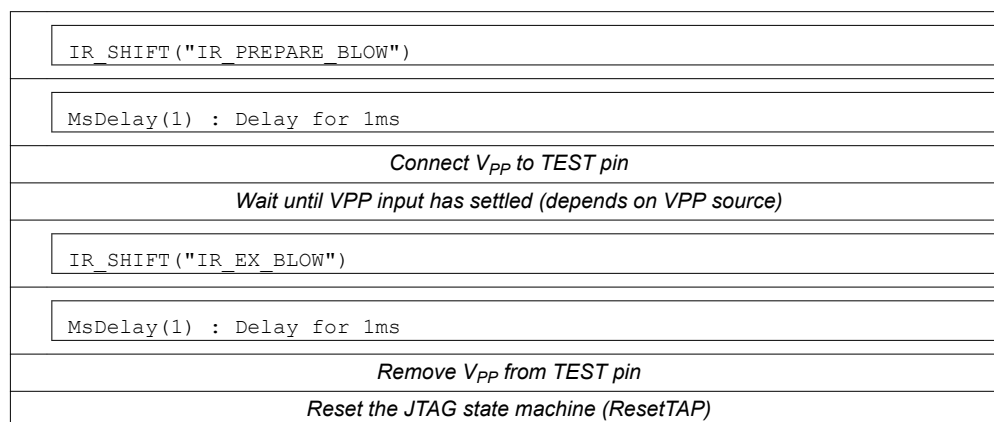 IR_SHIFT("IR_PREPARE_BLOW")
MsDelay(1) : Delay for 1ms
Connect VPP to TEST pin
Wait until VPP input has settled (depends on VPP source)
IR_SHIFT("IR_EX_BLOW")
MsDelay(1) : Delay for 1ms
Remove VPP from TEST pin
Reset the JTAG state machine (ResetTAP)